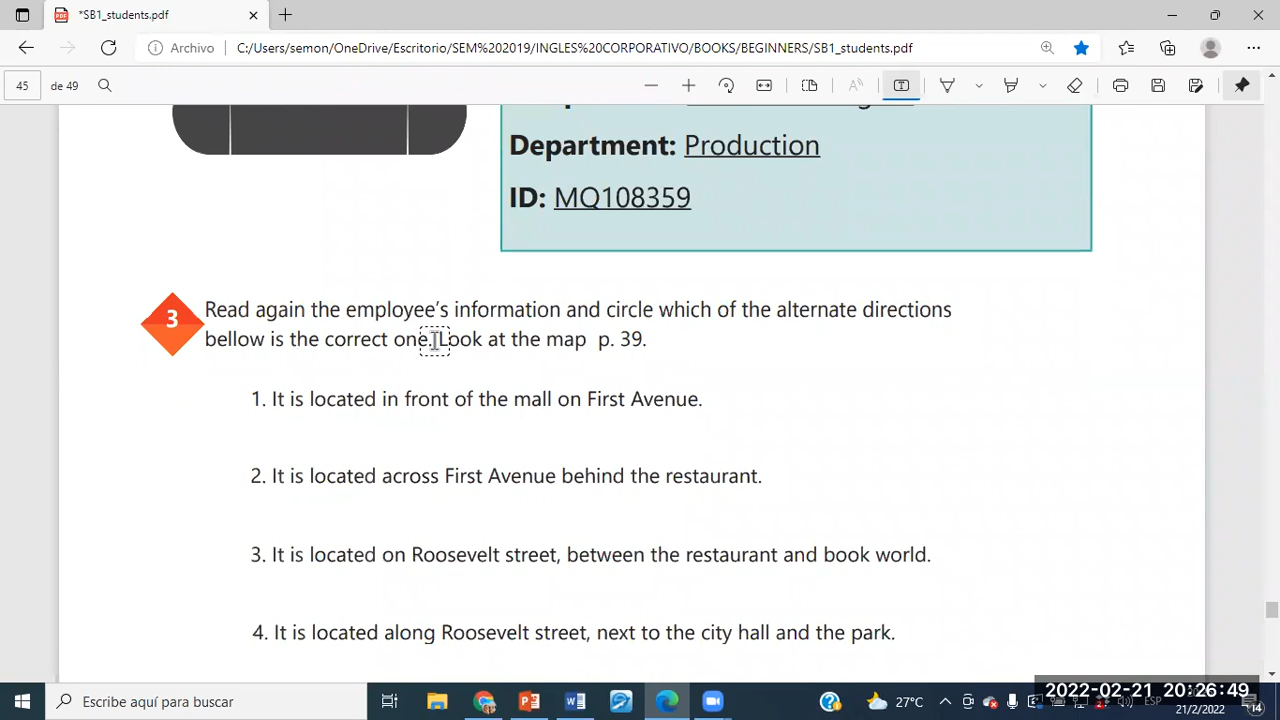 *SB1_students.pdf
Archivo
C:/Users/semon/OneDrive/Escritorio/SEM%202019/INGLES%20CORPORATIVO/BOOKS/BEGINNERS/SB1_students.pdf
45 de 49
Department: Production
ID: MQ108359
3
Read again the employee's information and circle which of the alternate directions
bellow is the correct one. Look at the map p. 39.
1. It is located in front of the mall on First Avenue.
2. It is located across First Avenue behind the restaurant.
3. It is located on Roosevelt street, between the restaurant and book world.
4. It is located along Roosevelt street, next to the city hall and the park.
Escribe aquí para buscar
27°C
2022-02-21 20:26:49
21/2/2022